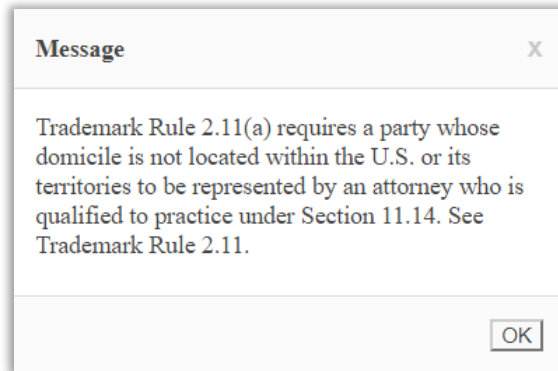 Message X
Trademark Rule 2.11(a) requires a party whose
domicile is not located within the U.S. or its
territories to be represented by an attorney who is
qualified to practice under Section 11.14. See
Trademark Rule 2.11.
OK